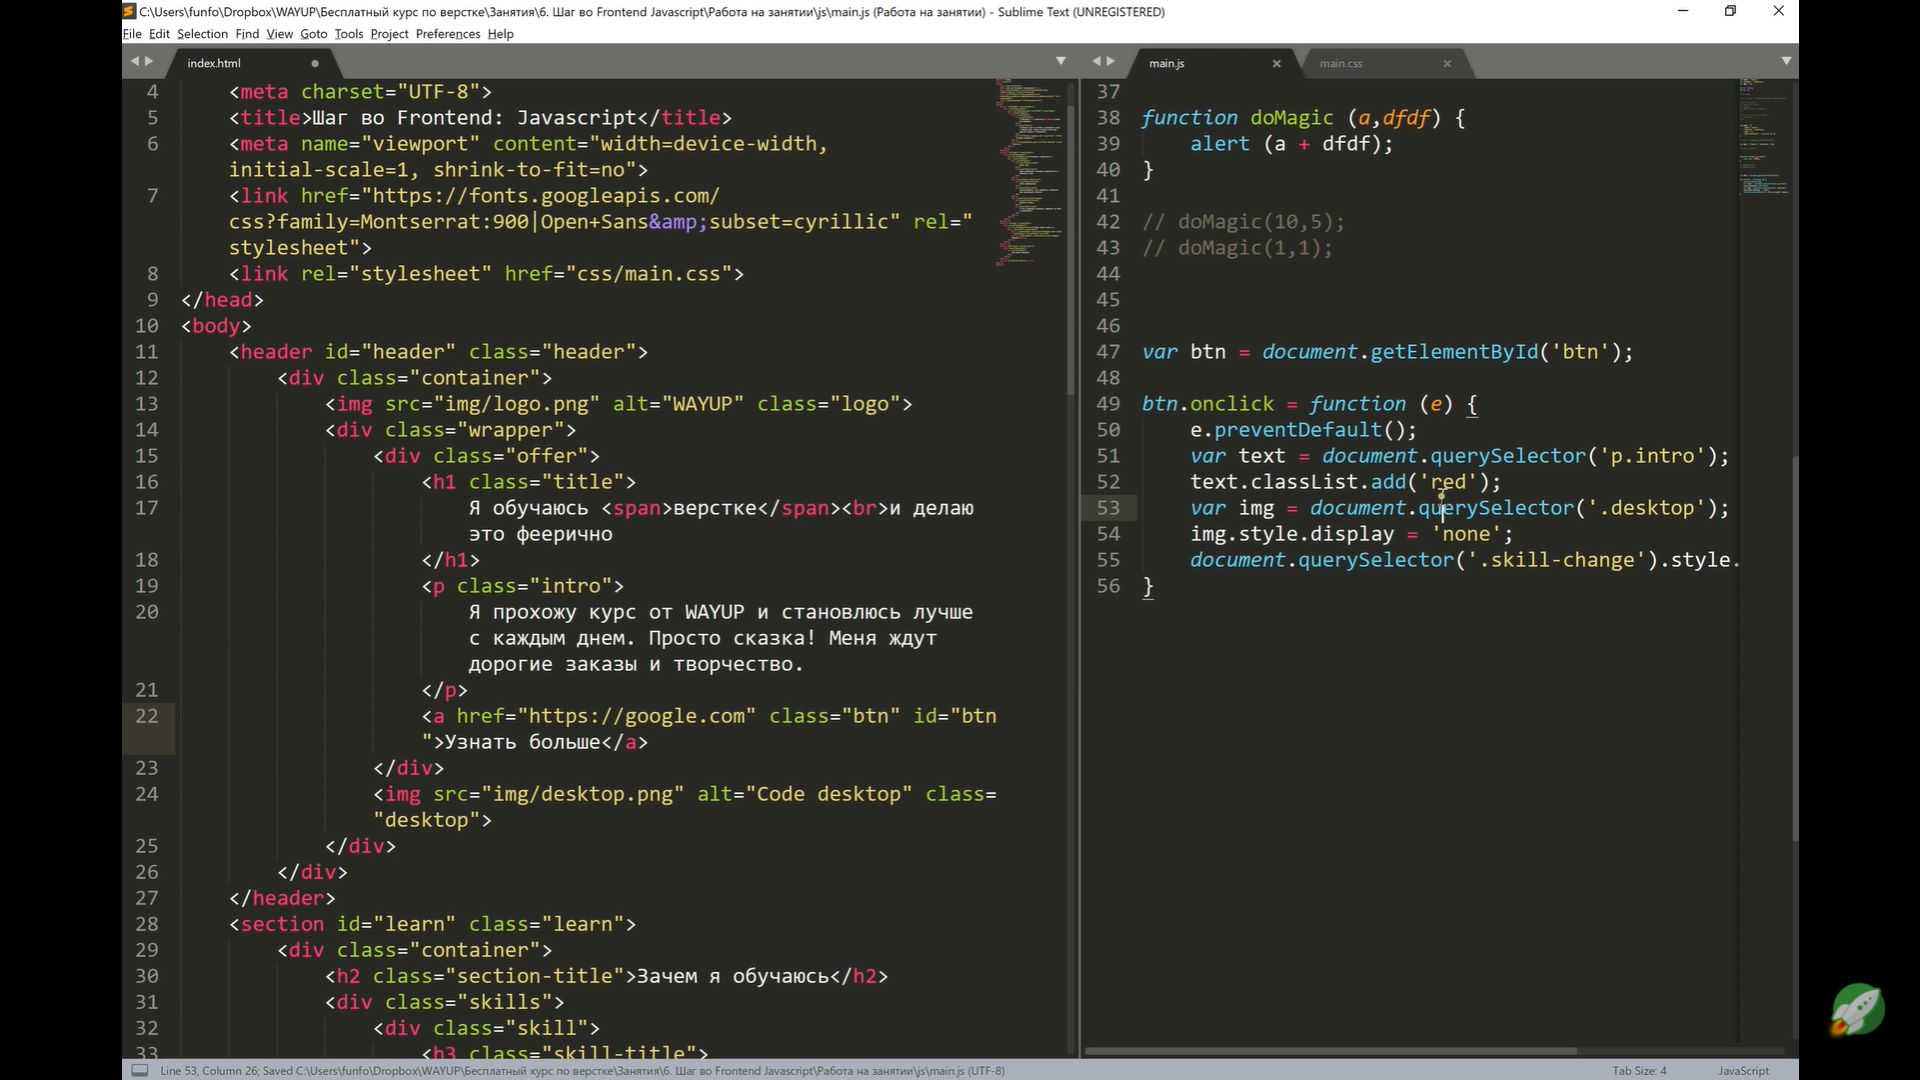 C:\Users\funfo\Dropbox\WAYUP\Бесплатный курс по верстке\Занятия\6. Шаг во Frontend Javascript\Работа на занятии\js\main.js (Работа на занятии) - Sublime Text (UNREGISTERED)
File Edit Selection Find View Goto Tools Project Preferences Help
index.html
4 <meta charset="UTF-8">
5 <title>Шаг во Frontend: Javascript</title>
6 <meta name="viewport" content="width=device-width,
initial-scale=1, shrink-to-fit=no">
7 <link href="https://fonts.googleapis.com/
css?family=Montserrat:900|Open+Sans&amp;subset=cyrillic" rel="
stylesheet">
8 <link rel="stylesheet" href="css/main.css">
9 </head>
10 <body>
11 <header id="header" class="header">
12 <div class="container">
13 <img src="img/logo.png" alt="WAYUP" class="logo">
14 <div class="wrapper">
15 <div class="offer">
16 <h1 class="title">
17 Я обучаюсь <span>верстке</span><br>и делаю
это феерично
18 </h1>
19 <p class="intro">
20 Я прохожу курс от WAYUP и становлюсь лучше
с каждым днем. Просто сказка! Меня ждут
дорогие заказы и творчество.
21 </p>
22 <a href="https://google.com" class="btn" id="btn
">Узнать больше</a>
23 </div>
24 <img src="img/desktop.png" alt="Code desktop" class=
"desktop">
25 </div>
26 </div>
27 </header>
28 <section id="learn" class="learn">
29 <div class="container">
30 <h2 class="section-title">Зачем я обучаюсь</h2>
31 <div class="skills">
32 <div class="skill">
33 <h3 class="skill-title">
main.js main.css
37
38 function doMagic (a,dfdf) {
39 alert (a + dfdf);
40 }
41
42 // doMagic(10,5);
43 // doMagic(1,1);
44
45
46
47 var btn = document.getElementById('btn');
48
49 btn.onclick = function (e) {
50 e.preventDefault();
51 var text = document.querySelector('p.intro');
52 text.classList.add('red');
53 var img = document.querySelector('.desktop');
54 img.style.display = 'none';
55 document.querySelector('.skill-change').style.
56 }
Line 53, Column 26; Saved C:\Users\funfo\Dropbox\WAYUP\Бесплатный курс по верстке\Занятия\6. Шаг во Frontend Javascript\Работа на занятии\js\main.js (UTF-8)
Tab Size: 4 JavaScript